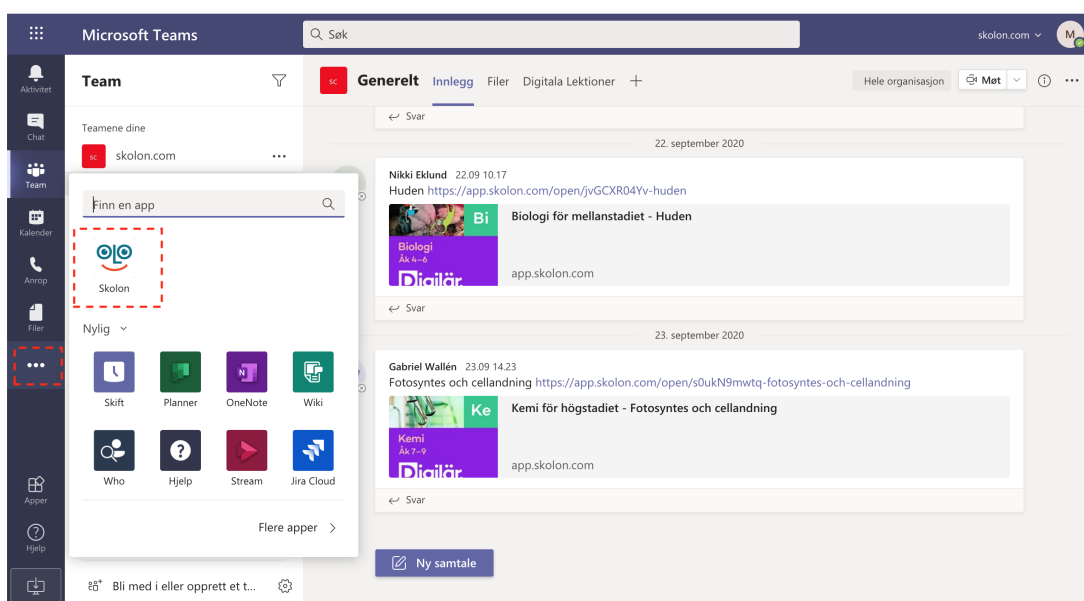 Microsoft Teams
Søk
skolon.com
M
Aktivitet
Chat
Team
Kalender
Anrop
Filer
Apper
Hjelp
Team
Teamene dine
sc skolon.com
Finn en app
Skolon
Nylig
Skift Planner OneNote Wiki
Who Hjelp Stream Jira Cloud
Flere apper
Bli med i eller opprett et t...
sc Generelt Innlegg Filer Digitala Lektioner
Hele organisasjon Møt
Svar
22. september 2020
Nikki Eklund 22.09 10.17
Huden https://app.skolon.com/open/jvGCXR04Yv-huden
Bi
Biologi
Åk 4–6
Digilär
Biologi för mellanstadiet - Huden
app.skolon.com
Svar
23. september 2020
Gabriel Wallén 23.09 14.23
Fotosyntes och cellandning https://app.skolon.com/open/s0ukN9mwtq-fotosyntes-och-cellandning
Ke
Kemi
Åk 7–9
Digilär
Kemi för högstadiet - Fotosyntes och cellandning
app.skolon.com
Svar
Ny samtale